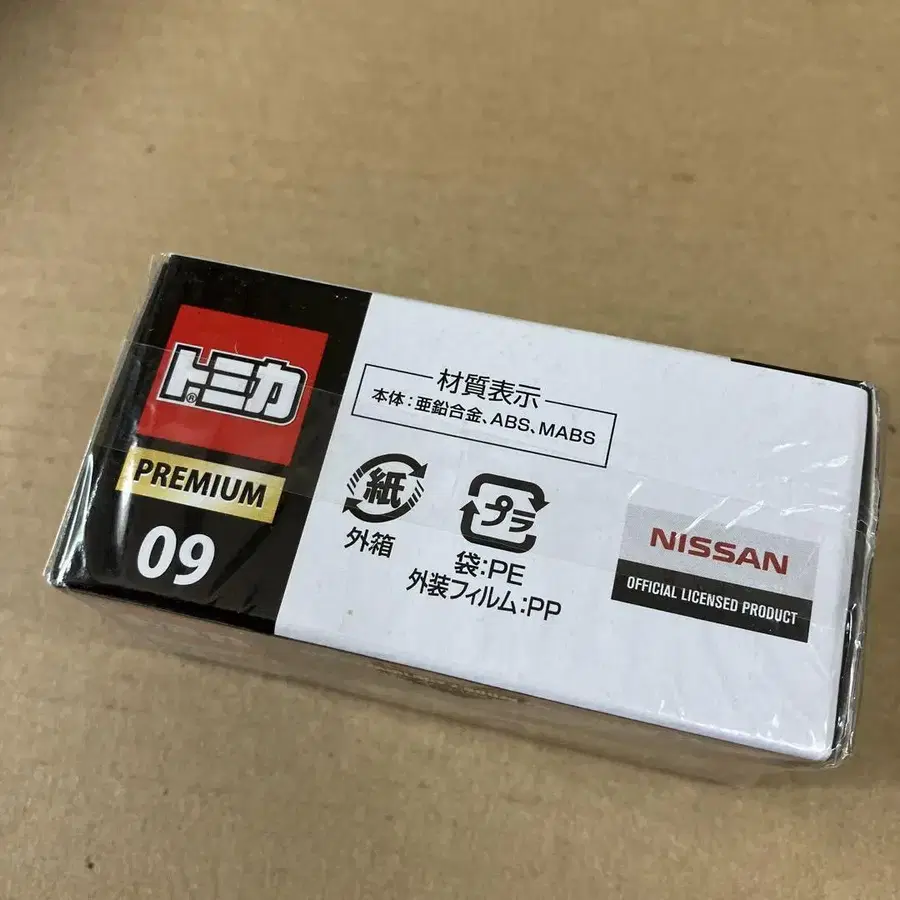 トミカ
®
PREMIUM
09
材質表示
本体：亜鉛合金、ABS、MABS
紙
外箱
プラ
袋:PE
外装フィルム:PP
NISSAN
OFFICIAL LICENSED PRODUCT